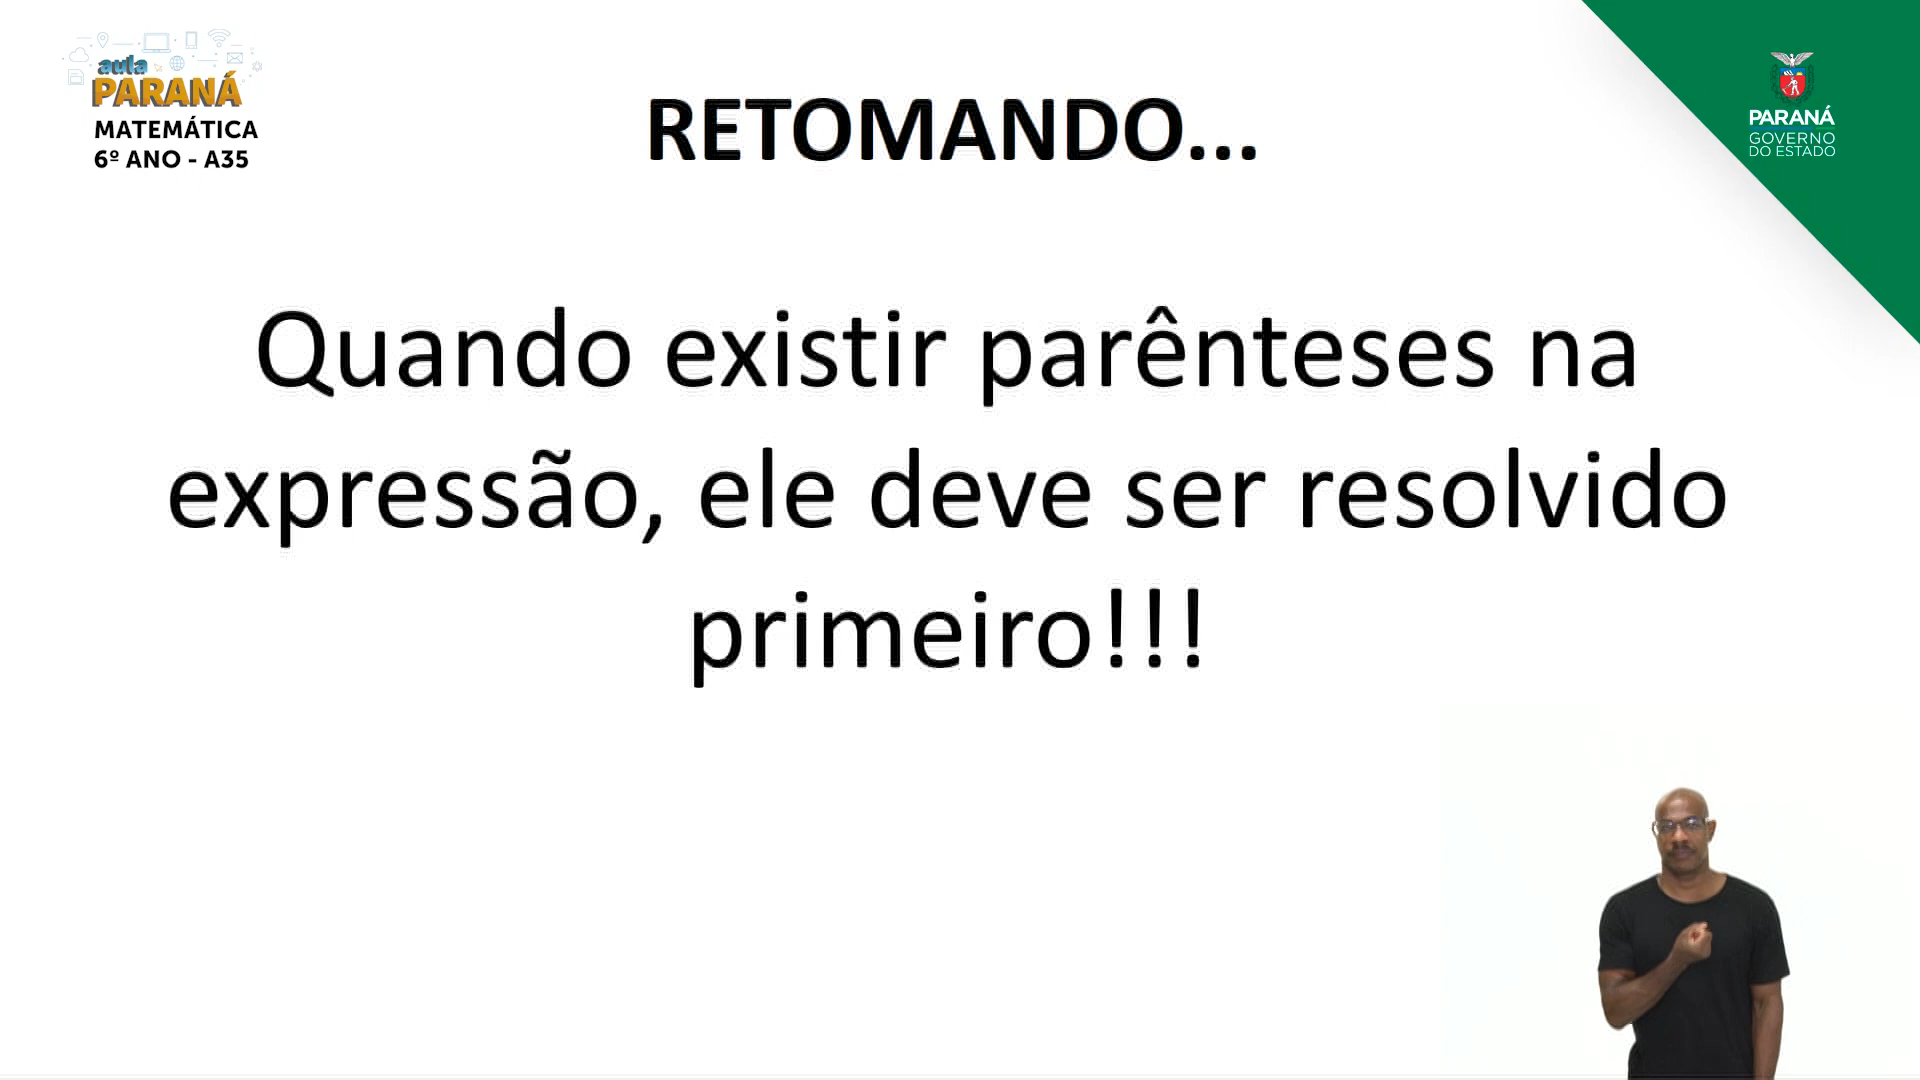 aula
PARANÁ
MATEMÁTICA
6º ANO - A35
RETOMANDO...
PARANÁ
GOVERNO
DO ESTADO
Quando existir parênteses na
expressão, ele deve ser resolvido
primeiro!!!